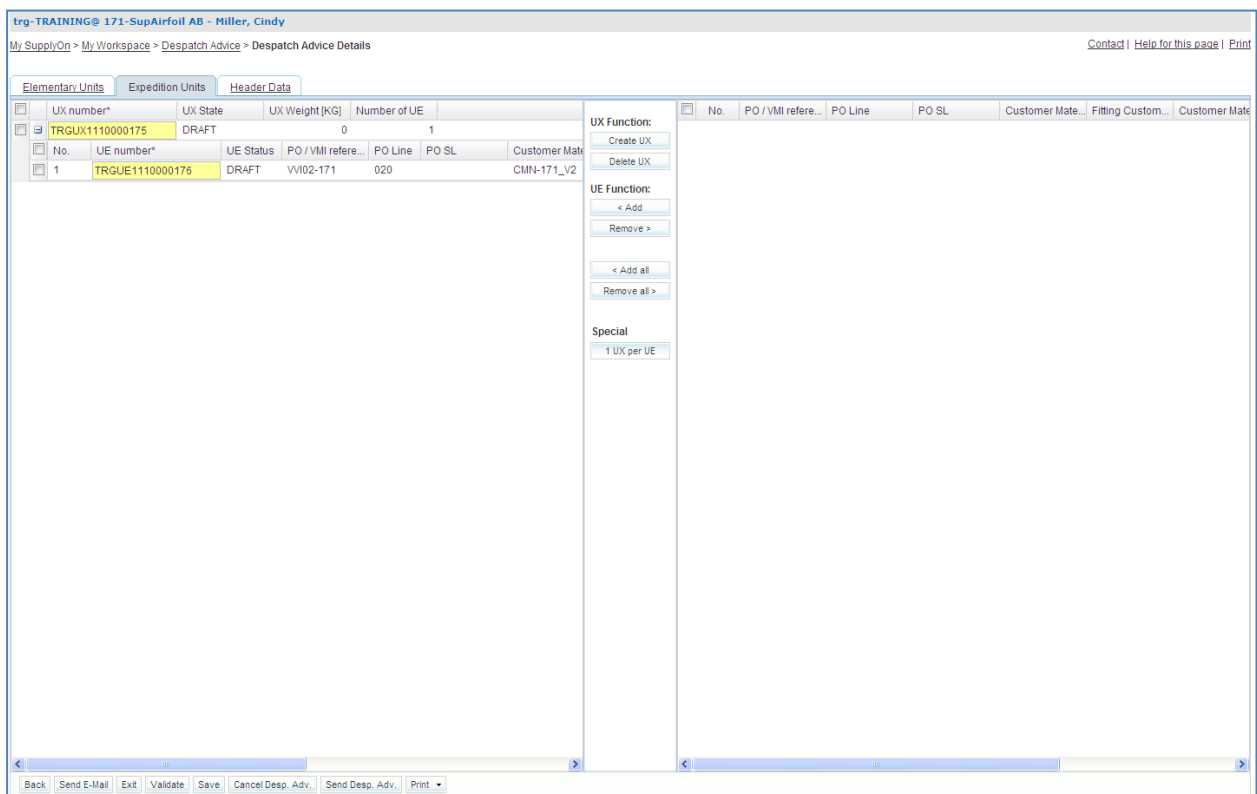 trg-TRAINING@ 171-SupAirfoil AB - Miller, Cindy
My SupplyOn > My Workspace > Despatch Advice > Despatch Advice Details
Contact | Help for this page | Print
Elementary Units Expedition Units Header Data
UX number* UX State UX Weight [KG] Number of UE
TRGUX1110000175 DRAFT 0 1
No. UE number* UE Status PO / VMI refere... PO Line PO SL Customer Mate
1 TRGUE1110000176 DRAFT VVI02-171 020 CMN-171_V2
UX Function:
Create UX
Delete UX
UE Function:
< Add
Remove >
< Add all
Remove all >
Special
1 UX per UE
No. PO / VMI refere... PO Line PO SL Customer Mate... Fitting Custom... Customer Mate
Back Send E-Mail Exit Validate Save Cancel Desp. Adv. Send Desp. Adv. Print